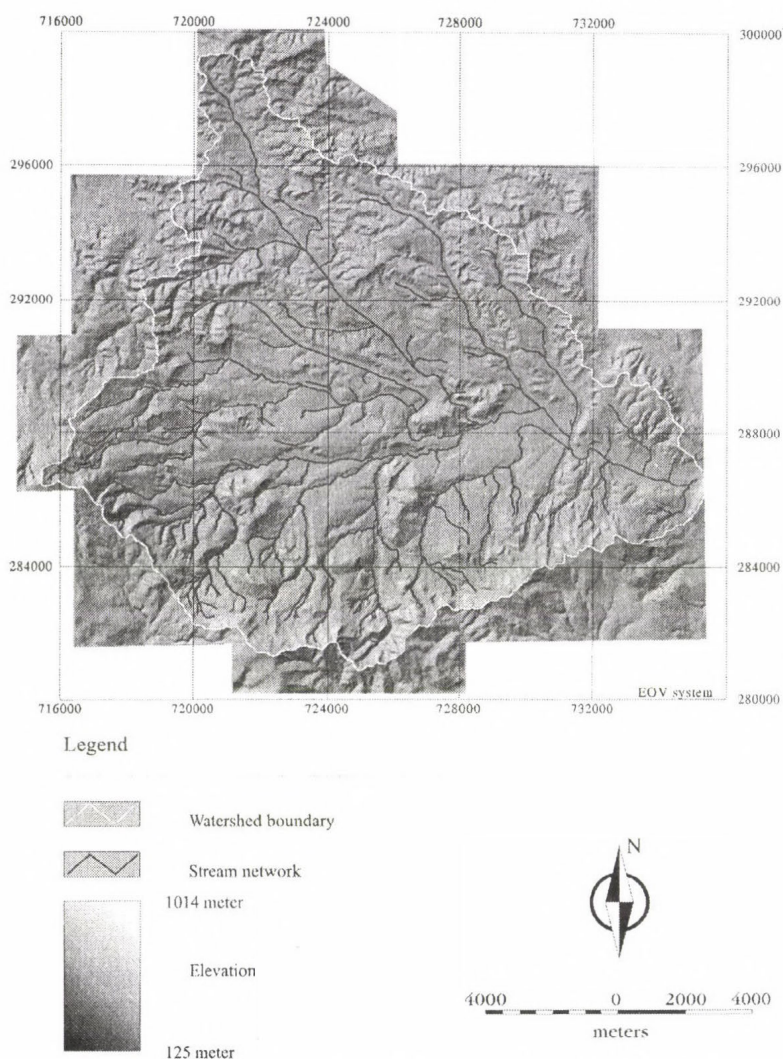 716000 720000 724000 728000 732000 300000
296000 296000
292000 292000
288000 288000
284000 284000
EOV system
280000
716000 720000 724000 728000 732000
Legend
Watershed boundary
Stream network
1014 meter
Elevation
125 meter
N
4000 0 2000 4000
meters